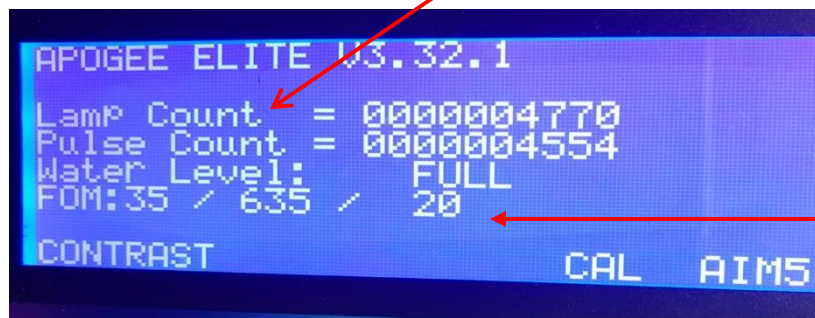 APOGEE ELITE V3.32.1
Lamp Count = 0000004770
Pulse Count = 0000004554
Water Level: FULL
FOM:35 / 635 / 20
CONTRAST CAL AIM5